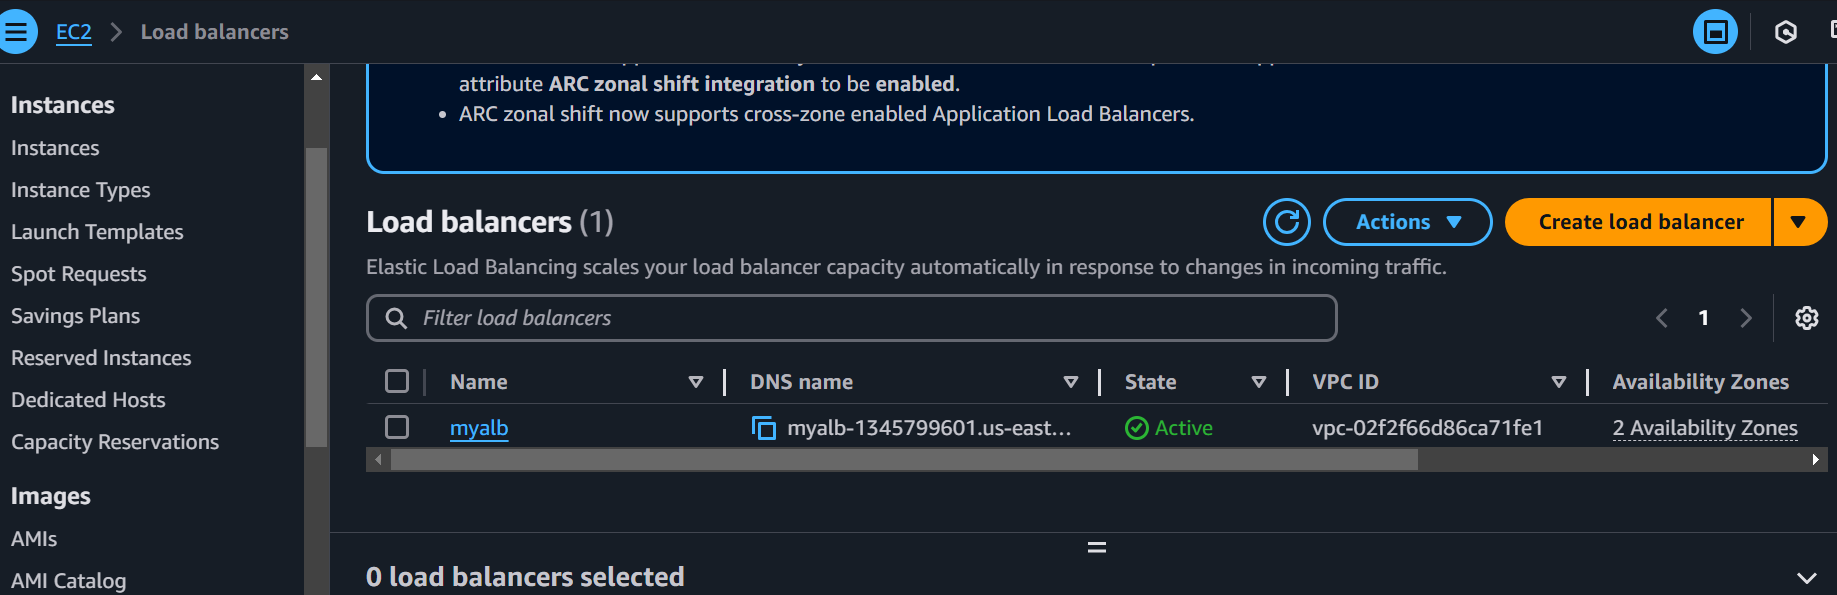 EC2 > Load balancers
Instances
Instances
Instance Types
Launch Templates
Spot Requests
Savings Plans
Reserved Instances
Dedicated Hosts
Capacity Reservations
Images
AMIs
AMI Catalog
attribute ARC zonal shift integration to be enabled.
• ARC zonal shift now supports cross-zone enabled Application Load Balancers.
Load balancers (1)
Actions
Create load balancer
Elastic Load Balancing scales your load balancer capacity automatically in response to changes in incoming traffic.
Filter load balancers
1
Name DNS name State VPC ID Availability Zones
myalb myalb-1345799601.us-east... Active vpc-02f2f66d86ca71fe1 2 Availability Zones
0 load balancers selected